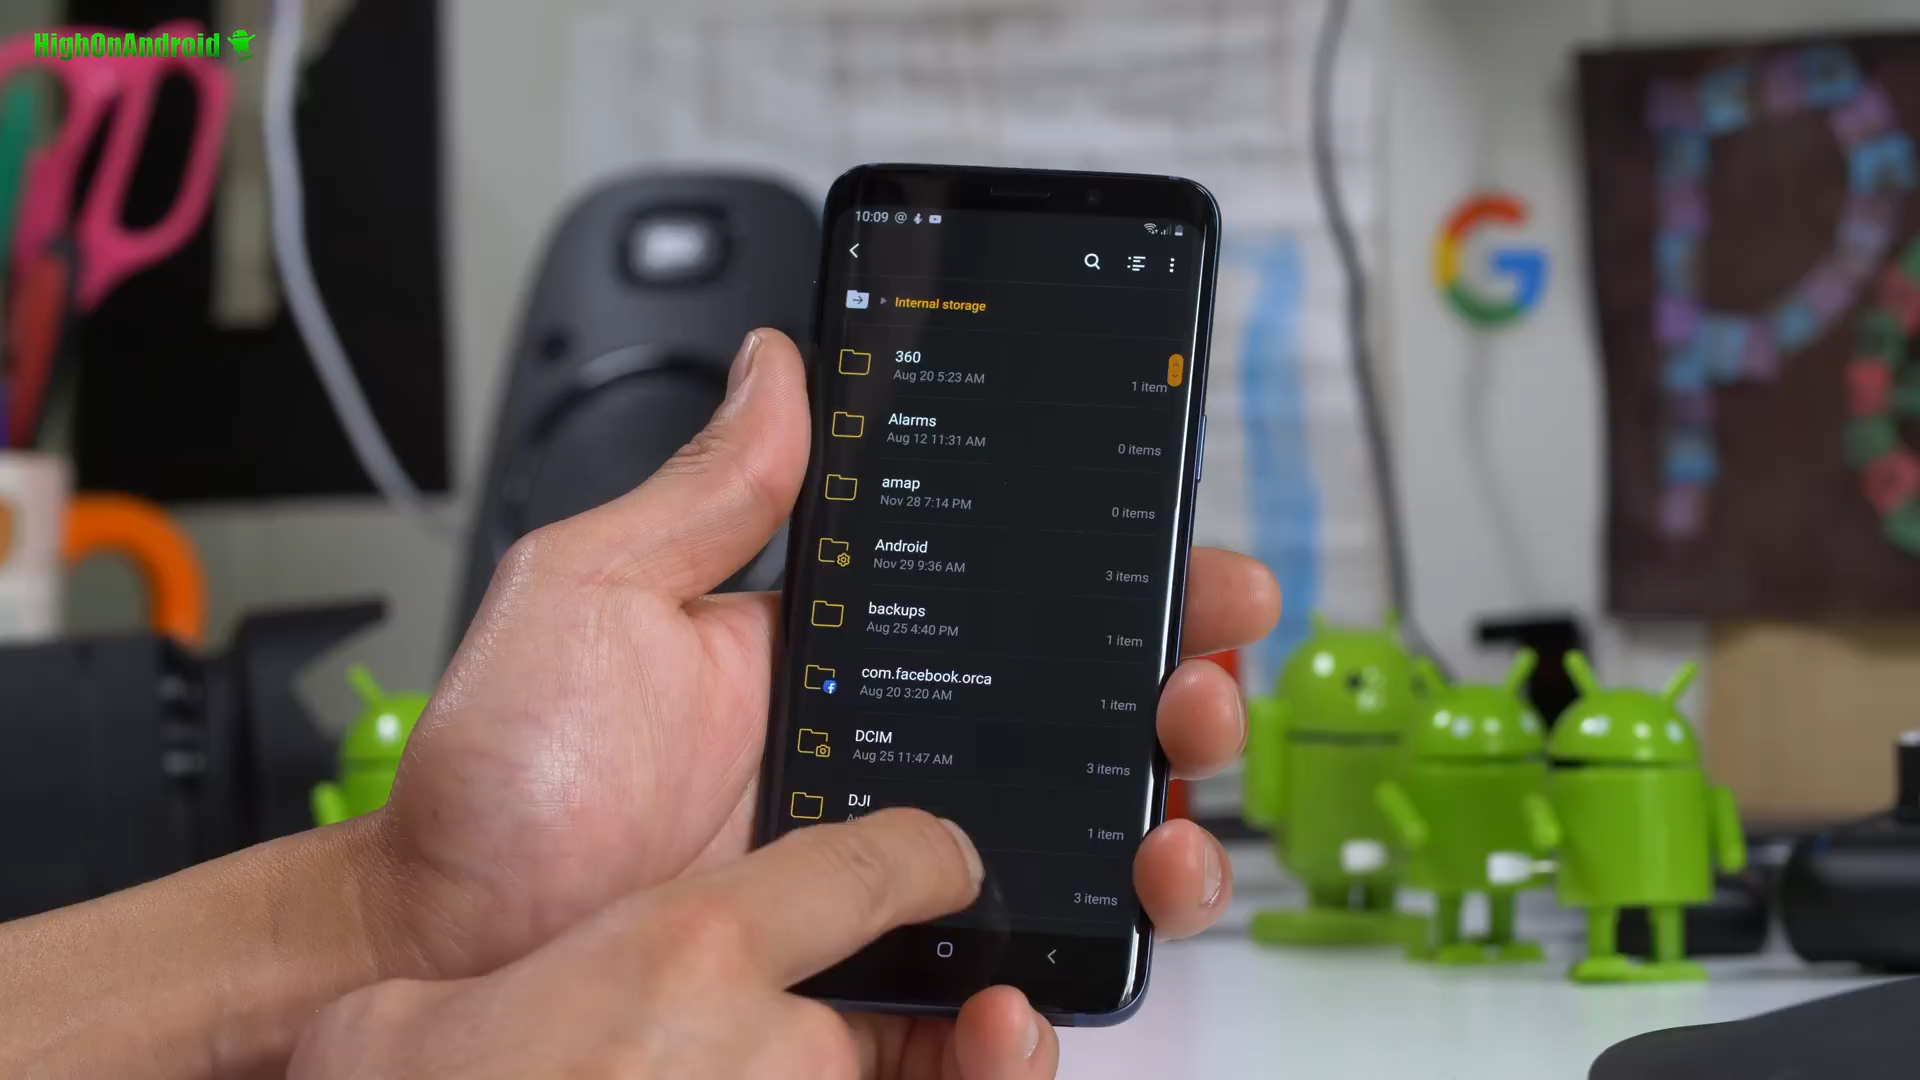 HighOnAndroid
10:09
Internal storage
360
Aug 20 5:23 AM
1 item
Alarms
Aug 12 11:31 AM
0 items
amap
Nov 28 7:14 PM
0 items
Android
Nov 29 9:36 AM
3 items
backups
Aug 25 4:40 PM
1 item
com.facebook.orca
Aug 20 3:20 AM
1 item
DCIM
Aug 25 11:47 AM
3 items
DJI
1 item
3 items